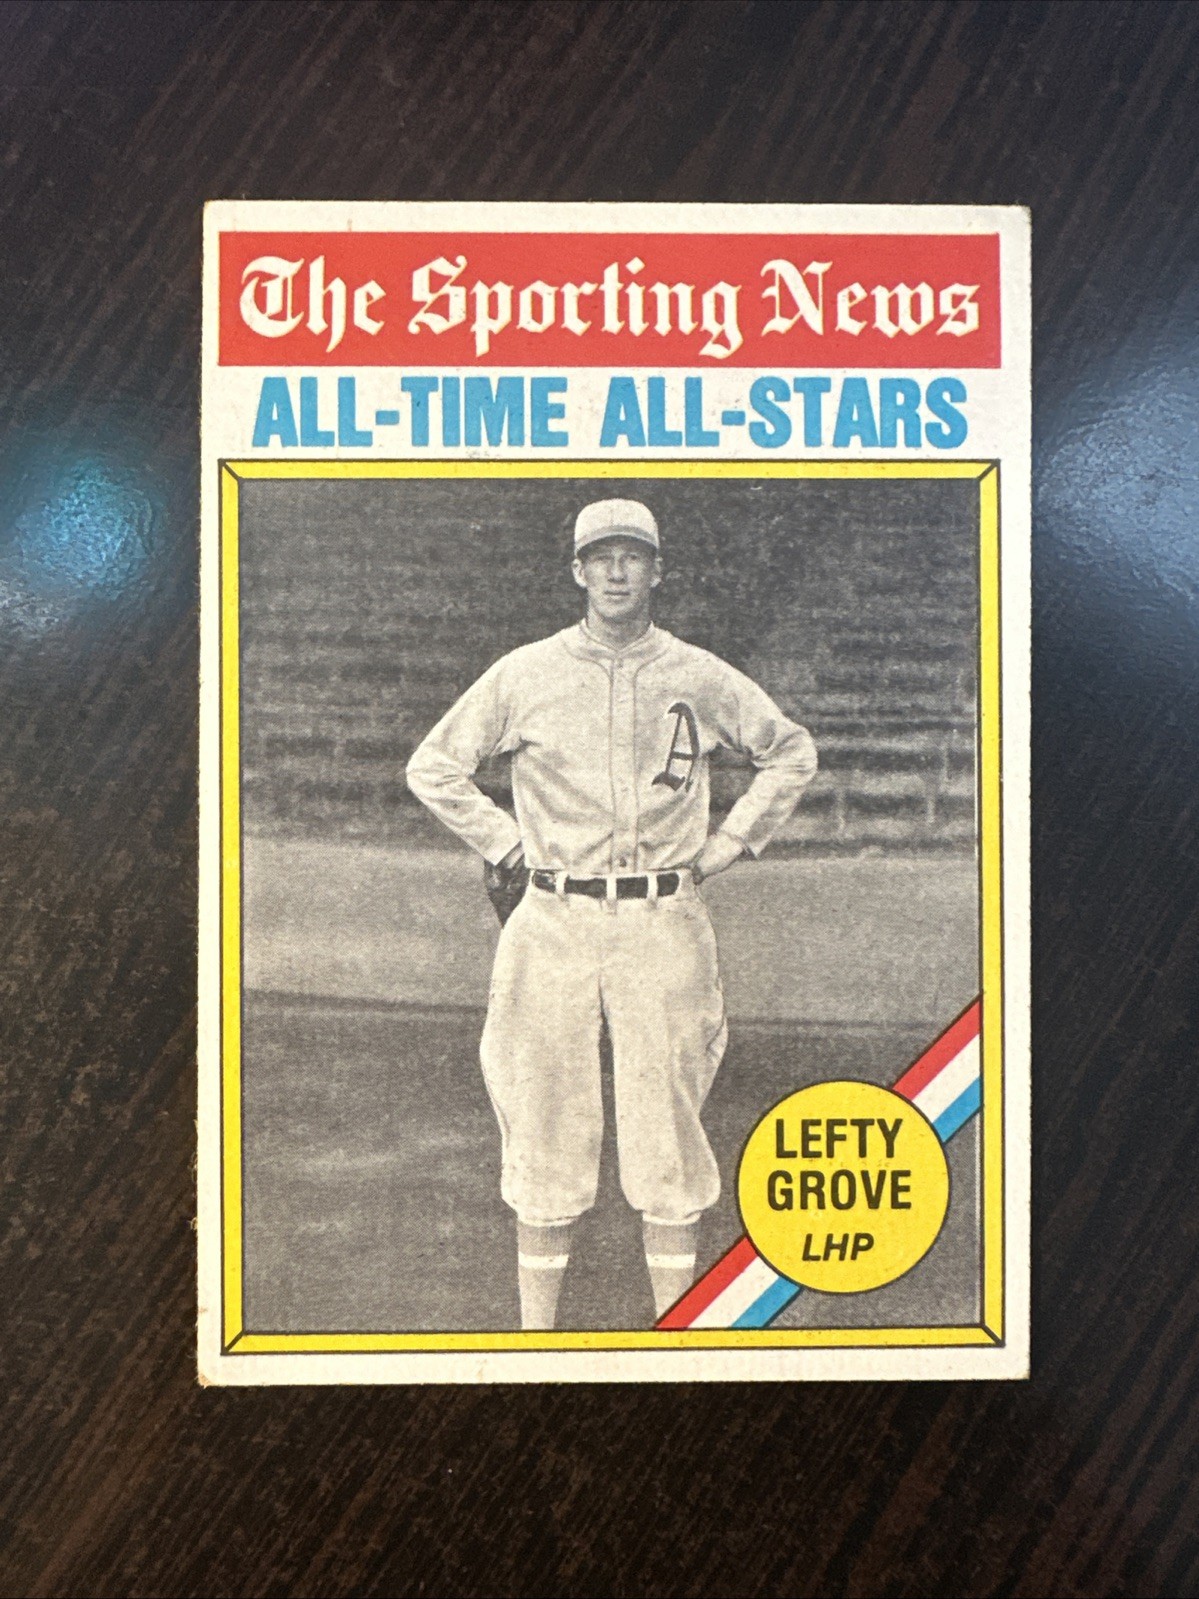 The Sporting News
ALL-TIME ALL-STARS
A
LEFTY
GROVE
LHP